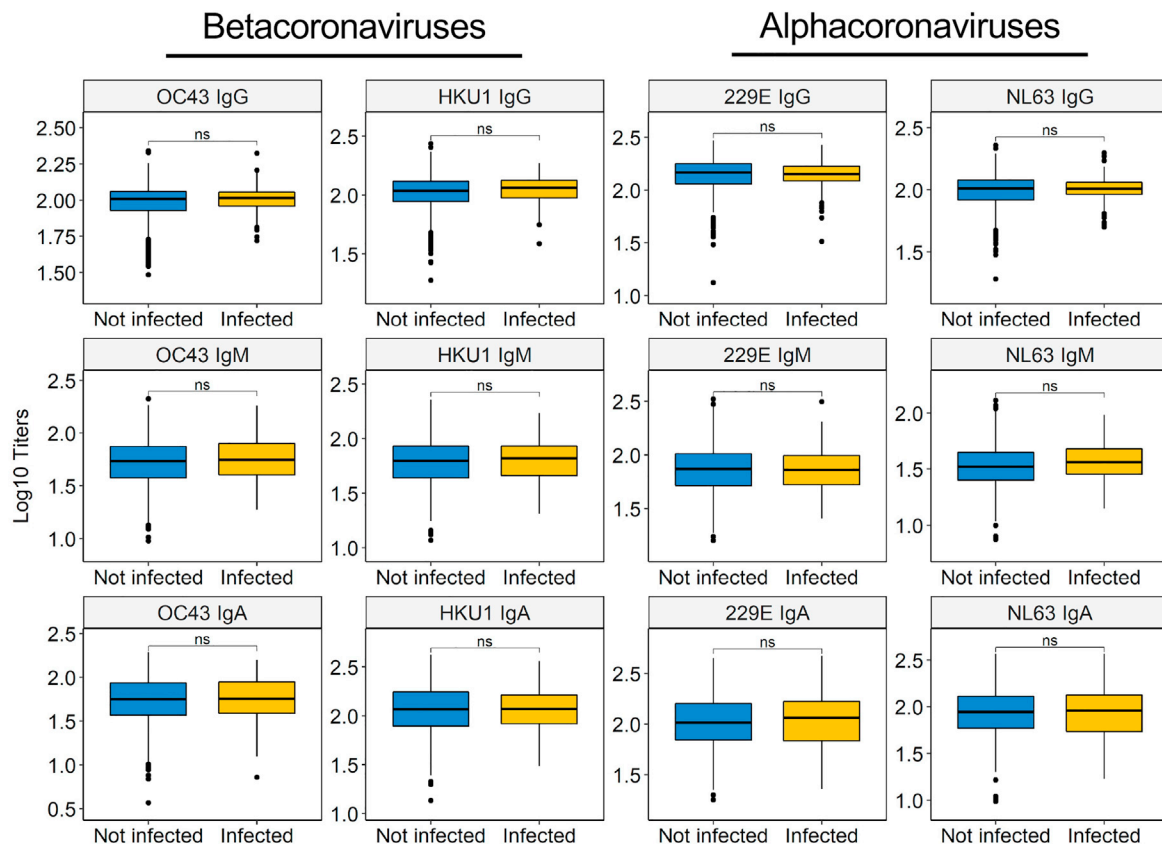 Betacoronaviruses
Alphacoronaviruses
OC43 IgG
HKU1 IgG
229E IgG
NL63 IgG
ns
ns
ns
ns
2.50
2.25
2.00
1.75
1.50
2.5
2.0
1.5
2.5
2.0
1.5
1.0
2.5
2.0
1.5
Not infected Infected
Not infected Infected
Not infected Infected
Not infected Infected
OC43 IgM
HKU1 IgM
229E IgM
NL63 IgM
ns
ns
ns
ns
Log10 Titers
2.5
2.0
1.5
1.0
2.5
2.0
1.5
1.0
2.5
2.0
1.5
2.0
1.5
1.0
Not infected Infected
Not infected Infected
Not infected Infected
Not infected Infected
OC43 IgA
HKU1 IgA
229E IgA
NL63 IgA
ns
ns
ns
ns
2.5
2.0
1.5
1.0
0.5
2.5
2.0
1.5
1.0
2.5
2.0
1.5
2.5
2.0
1.5
1.0
Not infected Infected
Not infected Infected
Not infected Infected
Not infected Infected